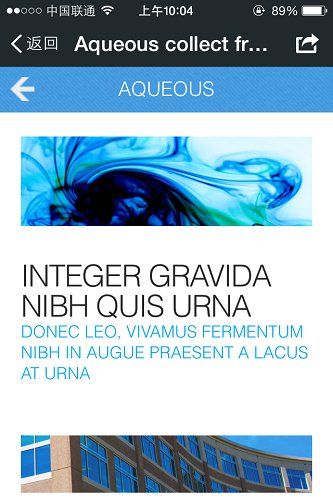 中国联通 上午10:04 89%
返回 Aqueous collect fr...
AQUEOUS
INTEGER GRAVIDA
NIBH QUIS URNA
DONEC LEO, VIVAMUS FERMENTUM
NIBH IN AUGUE PRAESENT A LACUS
AT URNA